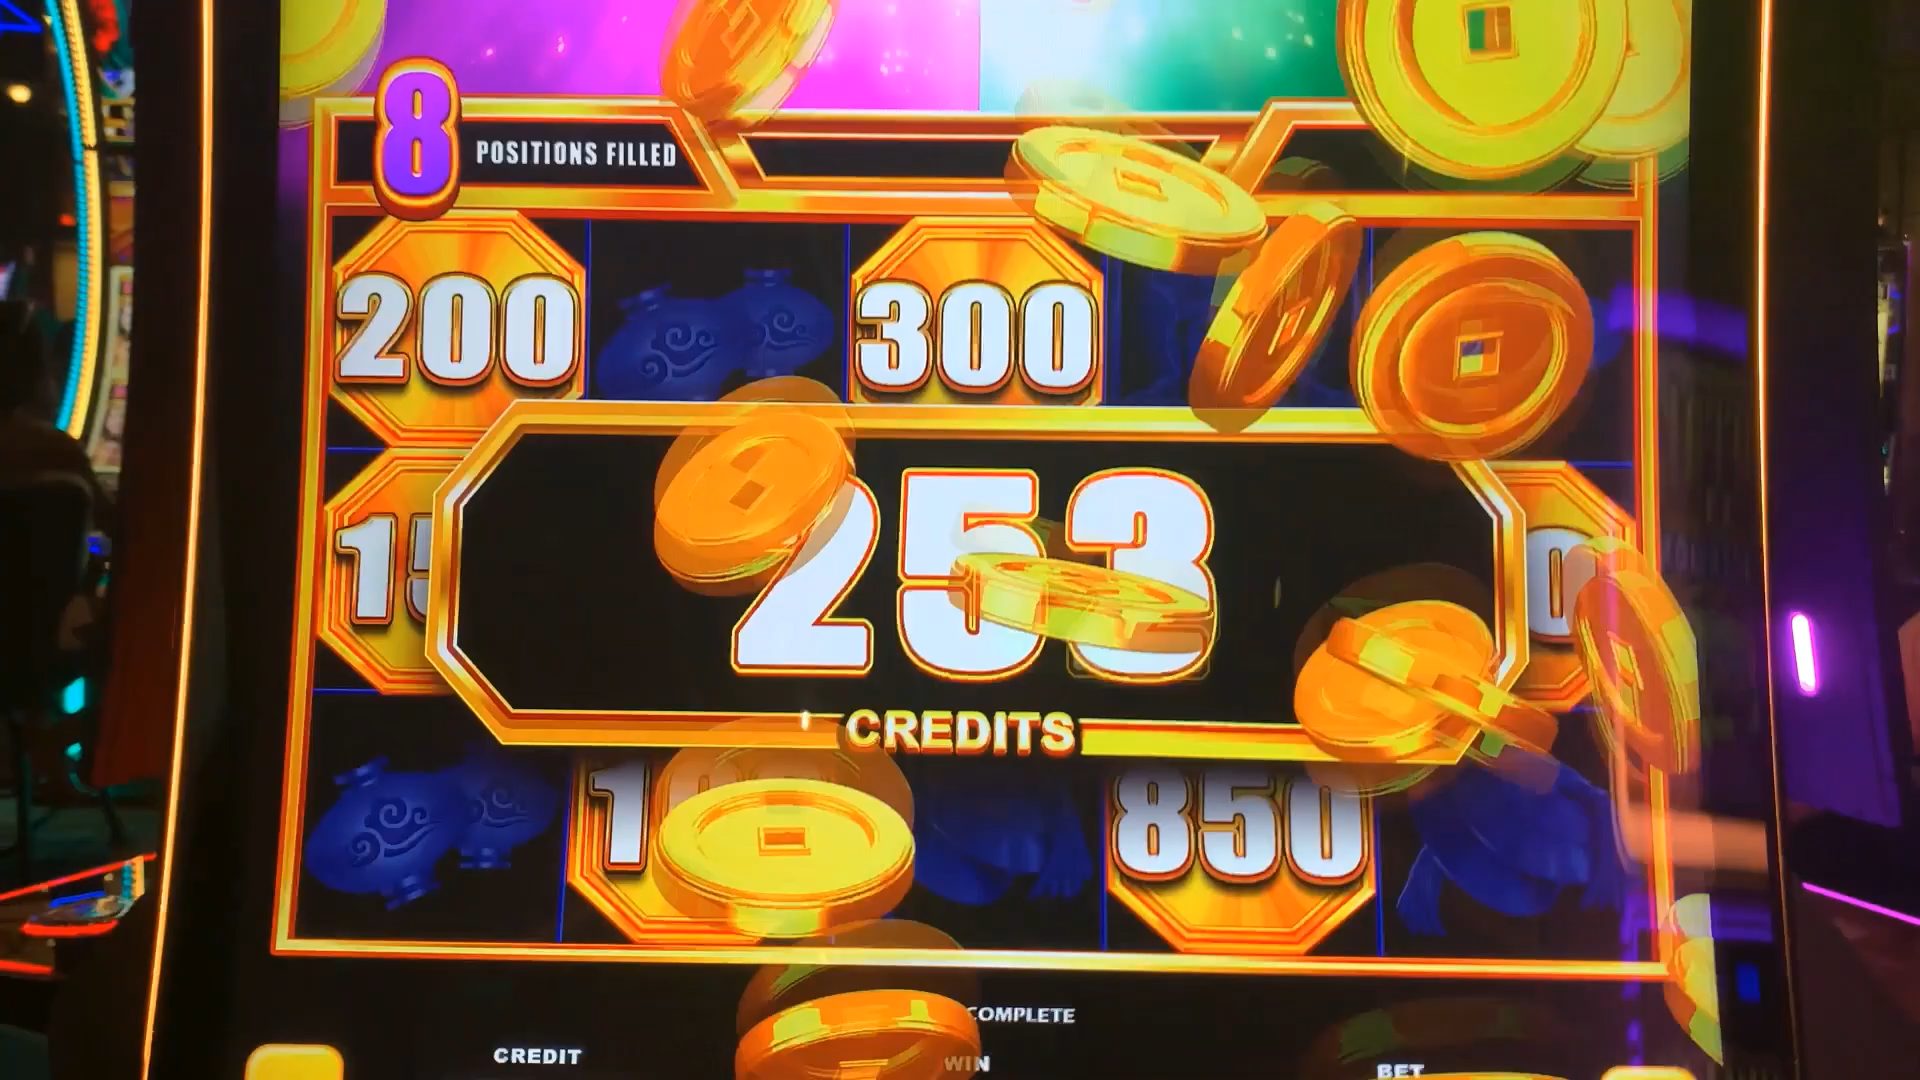 8 POSITIONS FILLED
200 300
253
CREDITS
850
COMPLETE
CREDIT WIN BET